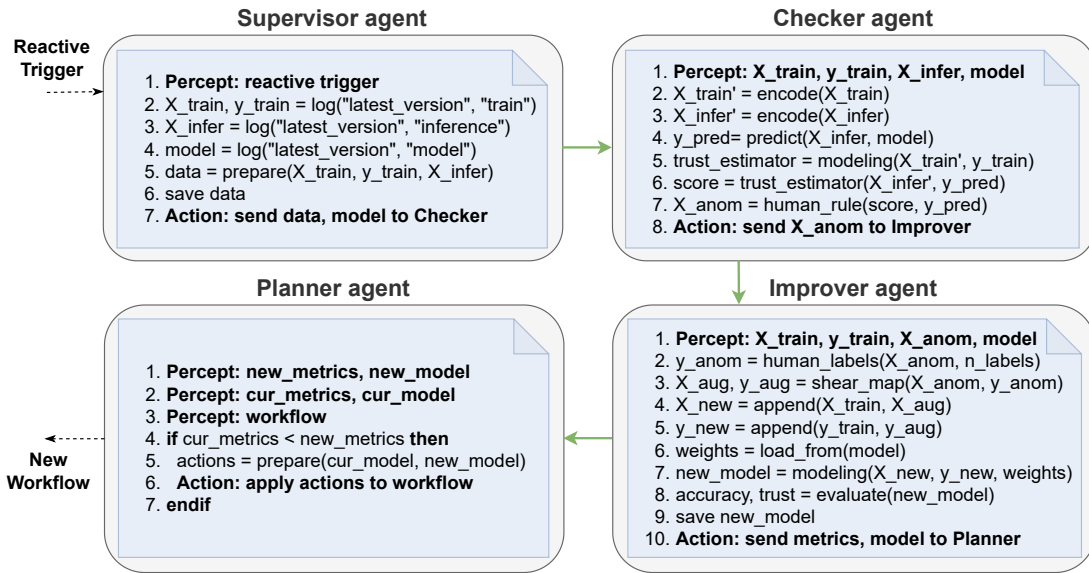 Supervisor agent
Reactive
Trigger
1. Percept: reactive trigger
2. X_train, y_train = log("latest_version", "train")
3. X_infer = log("latest_version", "inference")
4. model = log("latest_version", "model")
5. data = prepare(X_train, y_train, X_infer)
6. save data
7. Action: send data, model to Checker
Checker agent
1. Percept: X_train, y_train, X_infer, model
2. X_train' = encode(X_train)
3. X_infer' = encode(X_infer)
4. y_pred= predict(X_infer, model)
5. trust_estimator = modeling(X_train', y_train)
6. score = trust_estimator(X_infer', y_pred)
7. X_anom = human_rule(score, y_pred)
8. Action: send X_anom to Improver
Planner agent
1. Percept: new_metrics, new_model
2. Percept: cur_metrics, cur_model
3. Percept: workflow
4. if cur_metrics < new_metrics then
5. actions = prepare(cur_model, new_model)
6. Action: apply actions to workflow
7. endif
New
Workflow
Improver agent
1. Percept: X_train, y_train, X_anom, model
2. y_anom = human_labels(X_anom, n_labels)
3. X_aug, y_aug = shear_map(X_anom, y_anom)
4. X_new = append(X_train, X_aug)
5. y_new = append(y_train, y_aug)
6. weights = load_from(model)
7. new_model = modeling(X_new, y_new, weights)
8. accuracy, trust = evaluate(new_model)
9. save new_model
10. Action: send metrics, model to Planner